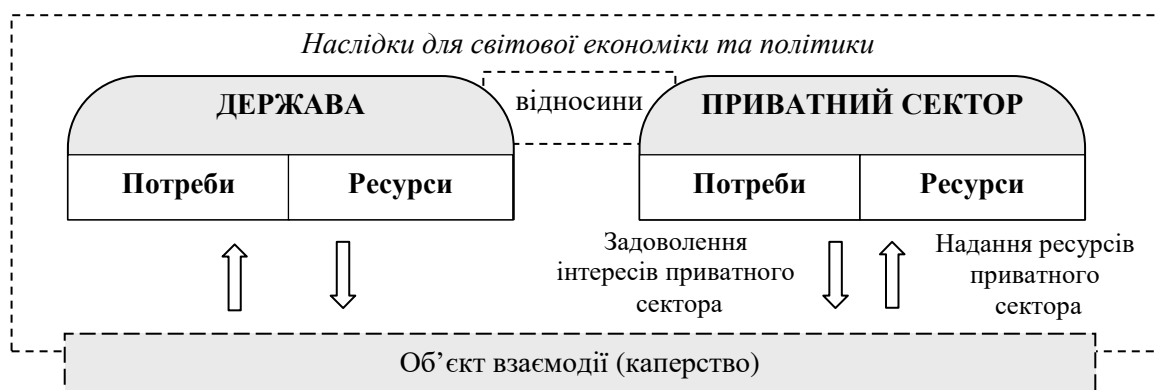 Наслідки для світової економіки та політики
ДЕРЖАВА
відносини
ПРИВАТНИЙ СЕКТОР
Потреби
Ресурси
Потреби
Ресурси
Задоволення
інтересів приватного
сектора
Надання ресурсів
приватного
сектора
Об’єкт взаємодії (каперство)